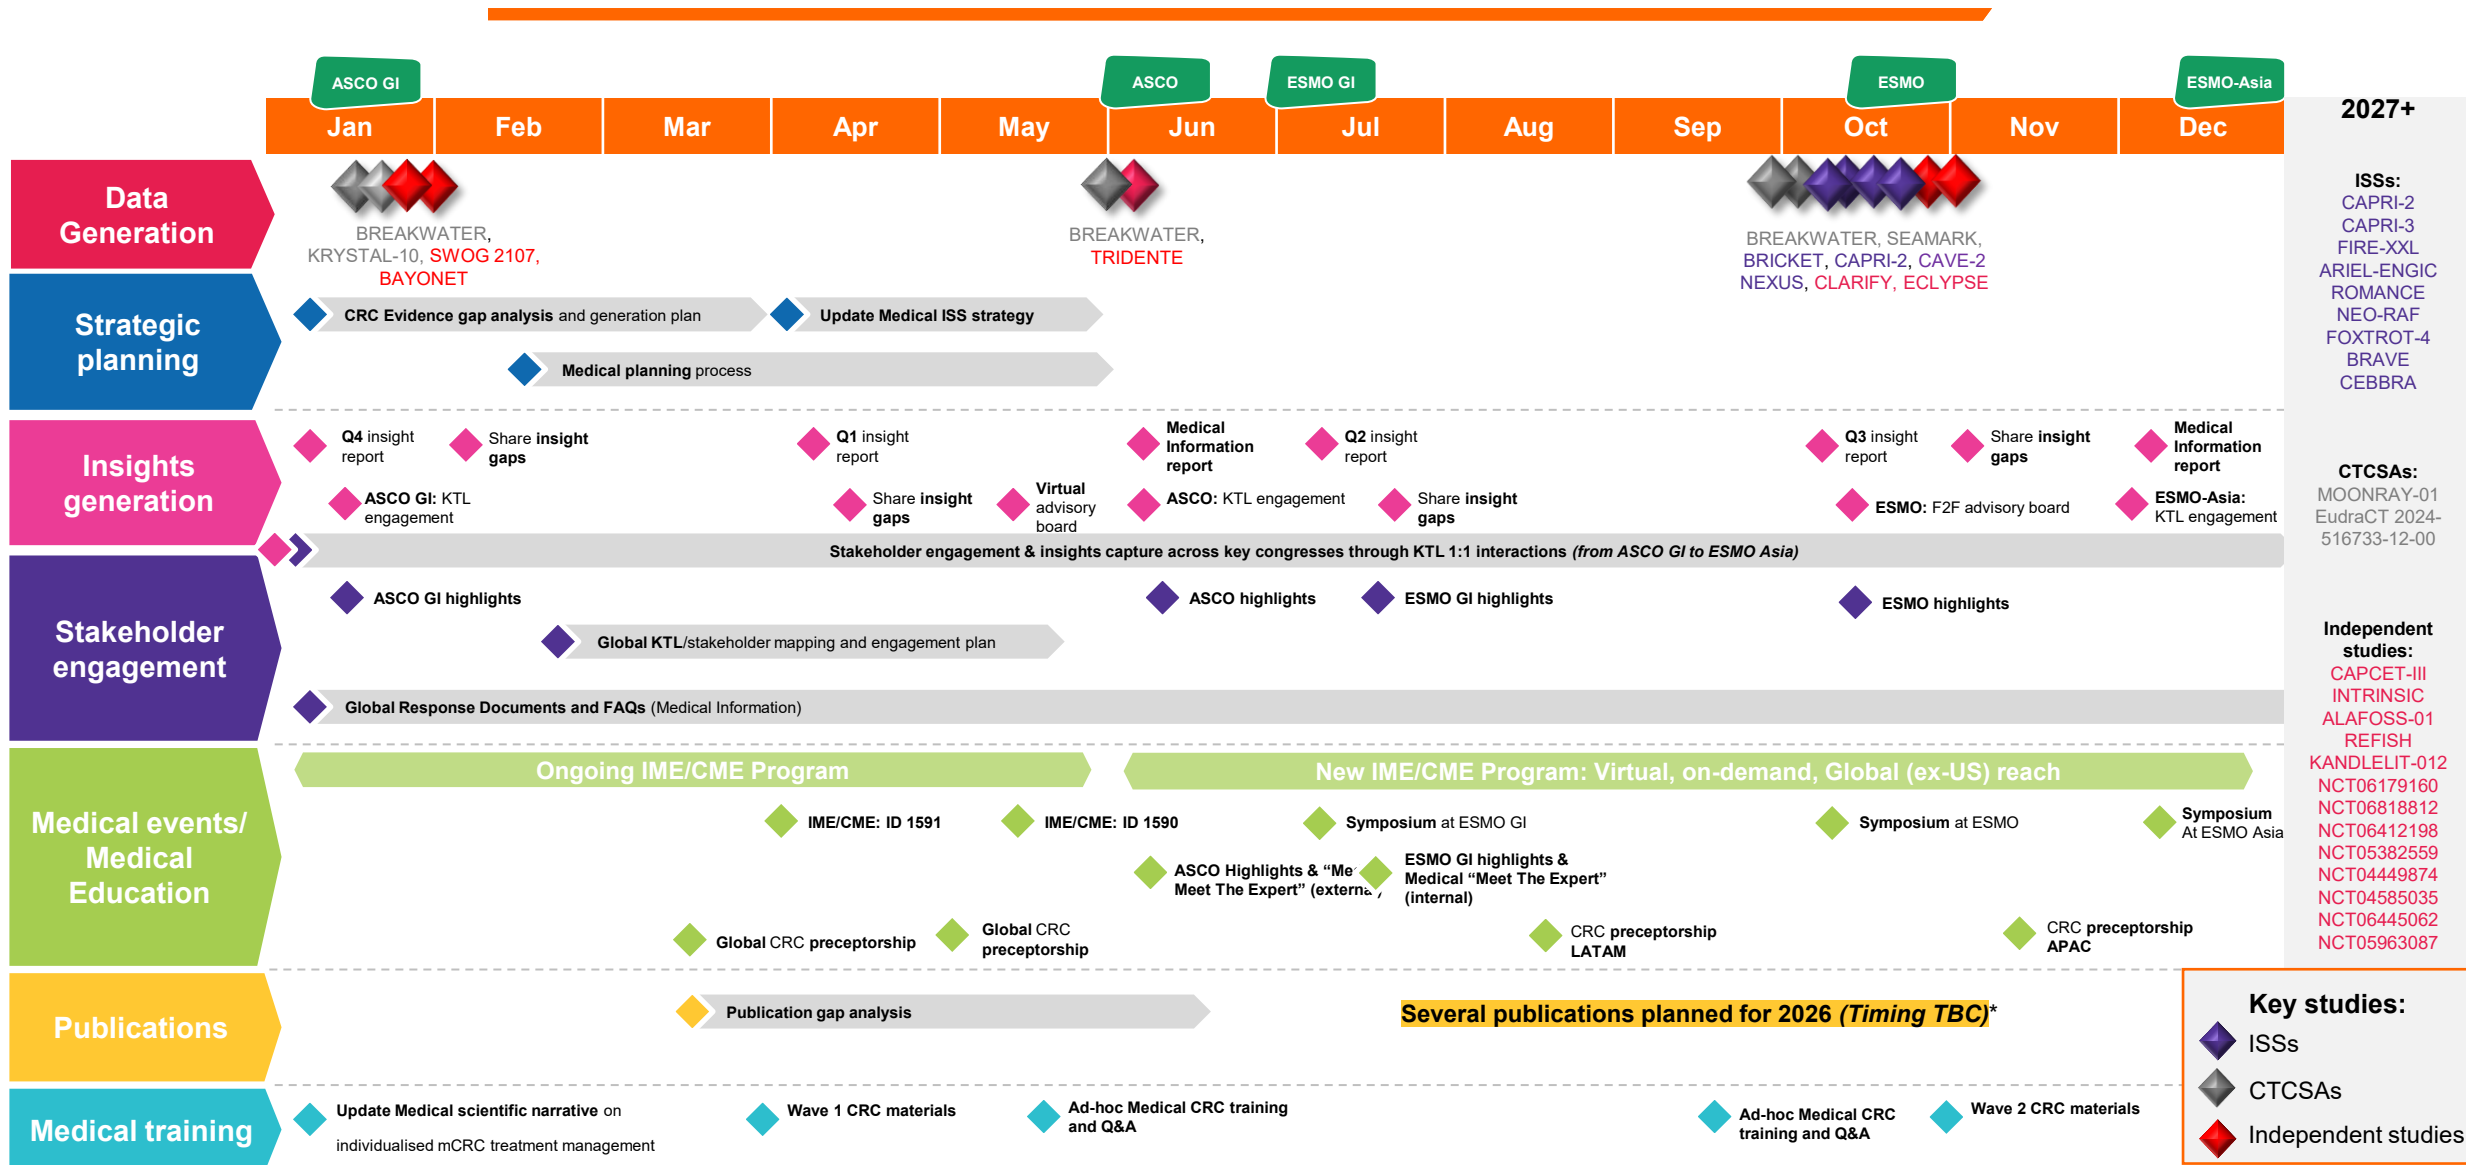 ASCO GI
ASCO
ESMO GI
ESMO
ESMO-Asia
Jan
Feb
Mar
Apr
May
Jun
Jul
Aug
Sep
Oct
Nov
Dec
2027+
Data
Generation
BREAKWATER,
KRYSTAL-10, SWOG 2107,
BAYONET
BREAKWATER,
TRIDENTE
BREAKWATER, SEAMARK,
BRICKET, CAPRI-2, CAVE-2
NEXUS, CLARIFY, ECLYPSE
Strategic
planning
CRC Evidence gap analysis and generation plan
Update Medical ISS strategy
Medical planning process
Insights
generation
Q4 insight
report
Share insight
gaps
Q1 insight
report
Medical
Information
report
Q2 insight
report
Q3 insight
report
Share insight
gaps
Medical
Information
report
ASCO GI: KTL
engagement
Share insight
gaps
Virtual
advisory
board
ASCO: KTL engagement
Share insight
gaps
ESMO: F2F advisory board
ESMO-Asia:
KTL engagement
Stakeholder engagement & insights capture across key congresses through KTL 1:1 interactions (from ASCO GI to ESMO Asia)
Stakeholder
engagement
ASCO GI highlights
ASCO highlights
ESMO GI highlights
ESMO highlights
Global KTL/stakeholder mapping and engagement plan
Global Response Documents and FAQs (Medical Information)
Medical events/
Medical
Education
Ongoing IME/CME Program
New IME/CME Program: Virtual, on-demand, Global (ex-US) reach
IME/CME: ID 1591
IME/CME: ID 1590
Symposium at ESMO GI
Symposium at ESMO
Symposium
At ESMO Asia
ASCO Highlights & “Me
Meet The Expert” (externa
ESMO GI highlights &
Medical “Meet The Expert”
(internal)
Global CRC preceptorship
Global CRC
preceptorship
CRC preceptorship
LATAM
CRC preceptorship
APAC
Publications
Publication gap analysis
Several publications planned for 2026 (Timing TBC)*
Medical training
Update Medical scientific narrative on
individualised mCRC treatment management
Wave 1 CRC materials
Ad-hoc Medical CRC training
and Q&A
Ad-hoc Medical CRC
training and Q&A
Wave 2 CRC materials
ISSs:
CAPRI-2
CAPRI-3
FIRE-XXL
ARIEL-ENGIC
ROMANCE
NEO-RAF
FOXTROT-4
BRAVE
CEBBRA
CTCSAs:
MOONRAY-01
EudraCT 2024-
516733-12-00
Independent
studies:
CAPCET-III
INTRINSIC
ALAFOSS-01
REFISH
KANDLELIT-012
NCT06179160
NCT06818812
NCT06412198
NCT05382559
NCT04449874
NCT04585035
NCT06445062
NCT05963087
Key studies:
ISSs
CTCSAs
Independent studies